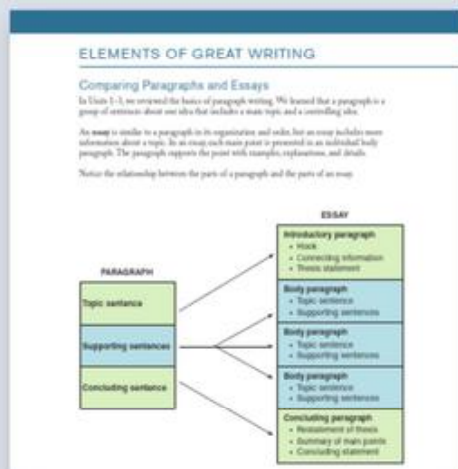 ELEMENTS OF GREAT WRITING
Comparing Paragraphs and Essays
In Units 1–3, we reviewed the basics of paragraph writing. We learned that a paragraph is a
group of sentences about one idea that includes a main topic and a controlling idea.
An essay is similar to a paragraph in its organization and order, but an essay includes more
information about a topic. In an essay, each main point is presented in an individual body
paragraph. The paragraph supports the point with examples, explanations, and details.
Notice the relationship between the parts of a paragraph and the parts of an essay.
PARAGRAPH
Topic sentence
Supporting sentences
Concluding sentence
ESSAY
Introductory paragraph
• Hook
• Connecting information
• Thesis statement
Body paragraph
• Topic sentence
• Supporting sentences
Body paragraph
• Topic sentence
• Supporting sentences
Body paragraph
• Topic sentence
• Supporting sentences
Concluding paragraph
• Restatement of thesis
• Summary of main points
• Concluding statement